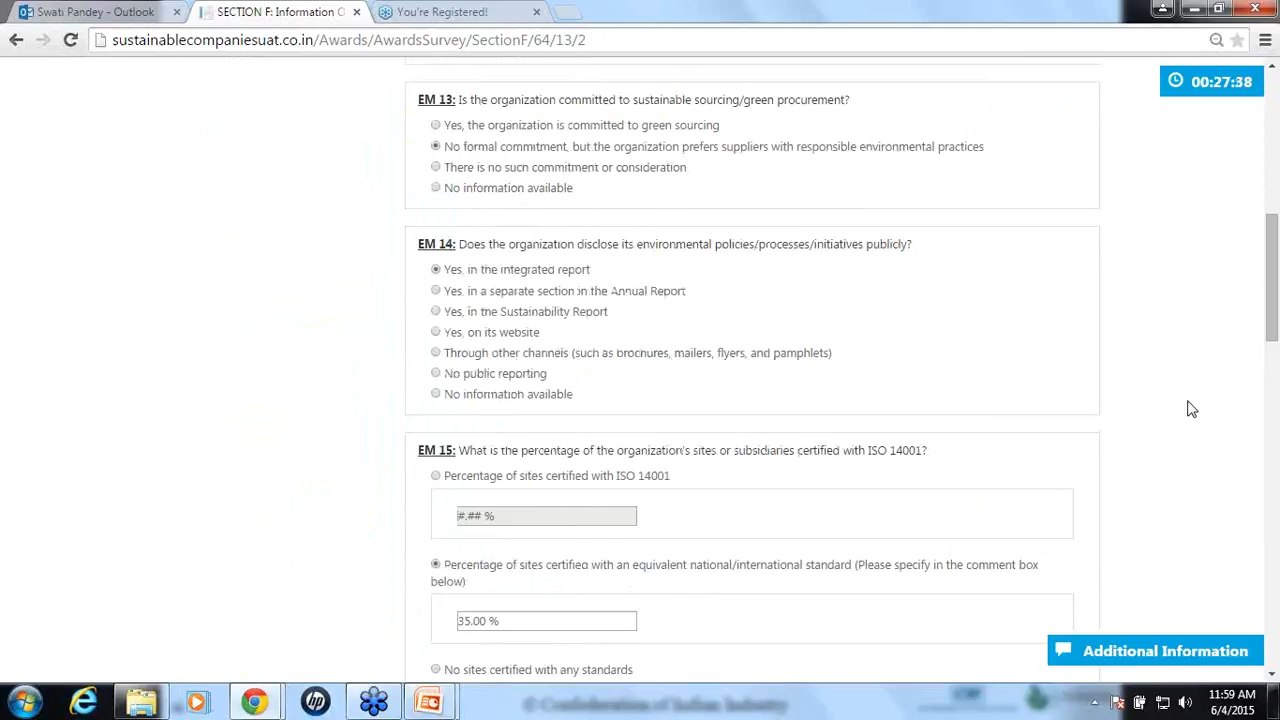 Swati Pandey - Outlook
SECTION F: Information O
You're Registered!
sustainablecompaniesuat.co.in/Awards/AwardsSurvey/SectionF/64/13/2
00:27:38
EM 13: Is the organization committed to sustainable sourcing/green procurement?
Yes, the organization is committed to green sourcing
No formal commitment, but the organization prefers suppliers with responsible environmental practices
There is no such commitment or consideration
No information available
EM 14: Does the organization disclose its environmental policies/processes/initiatives publicly?
Yes, in the integrated report
Yes, in a separate section in the Annual Report
Yes, in the Sustainability Report
Yes, on its website
Through other channels (such as brochures, mailers, flyers, and pamphlets)
No public reporting
No information available
EM 15: What is the percentage of the organization's sites or subsidiaries certified with ISO 14001?
Percentage of sites certified with ISO 14001
#.## %
Percentage of sites certified with an equivalent national/international standard (Please specify in the comment box
below)
35.00 %
Additional Information
No sites certified with any standards
11:59 AM
6/4/2015